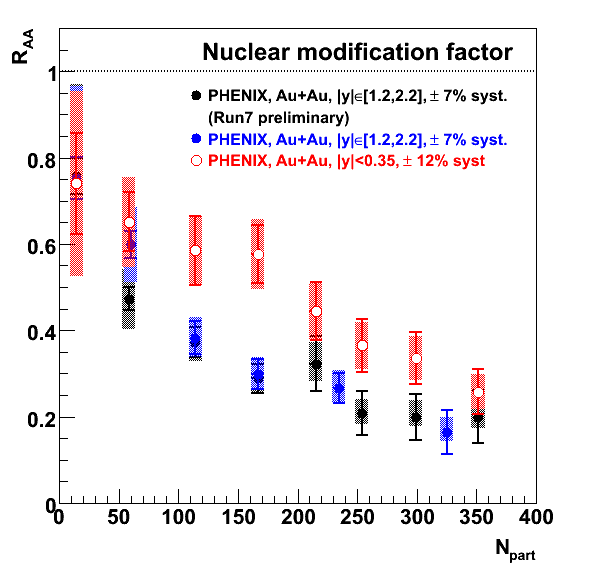 R_AA
Nuclear modification factor
PHENIX, Au+Au, |y|∈[1.2,2.2], ± 7% syst.
(Run7 preliminary)
PHENIX, Au+Au, |y|∈[1.2,2.2], ± 7% syst.
PHENIX, Au+Au, |y|<0.35, ± 12% syst
1
0.8
0.6
0.4
0.2
0
0 50 100 150 200 250 300 350 400
N_part